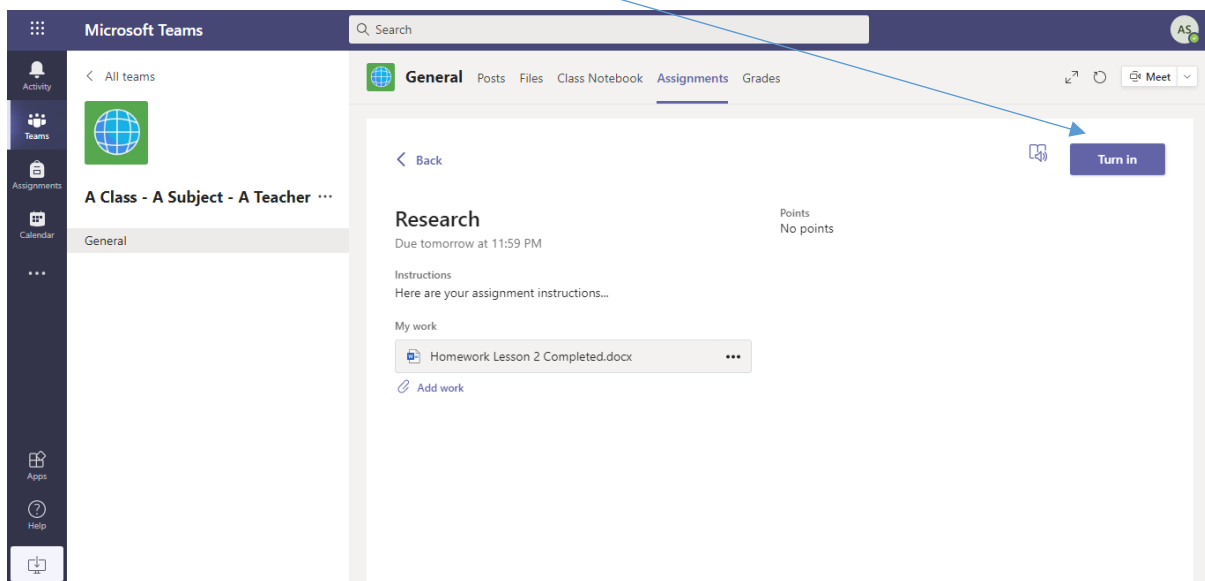 Microsoft Teams
Search
AS
Activity
Teams
Assignments
Calendar
Apps
Help
All teams
A Class - A Subject - A Teacher ...
General
General Posts Files Class Notebook Assignments Grades
Meet
Back
Turn in
Research
Due tomorrow at 11:59 PM
Points
No points
Instructions
Here are your assignment instructions...
My work
Homework Lesson 2 Completed.docx
Add work